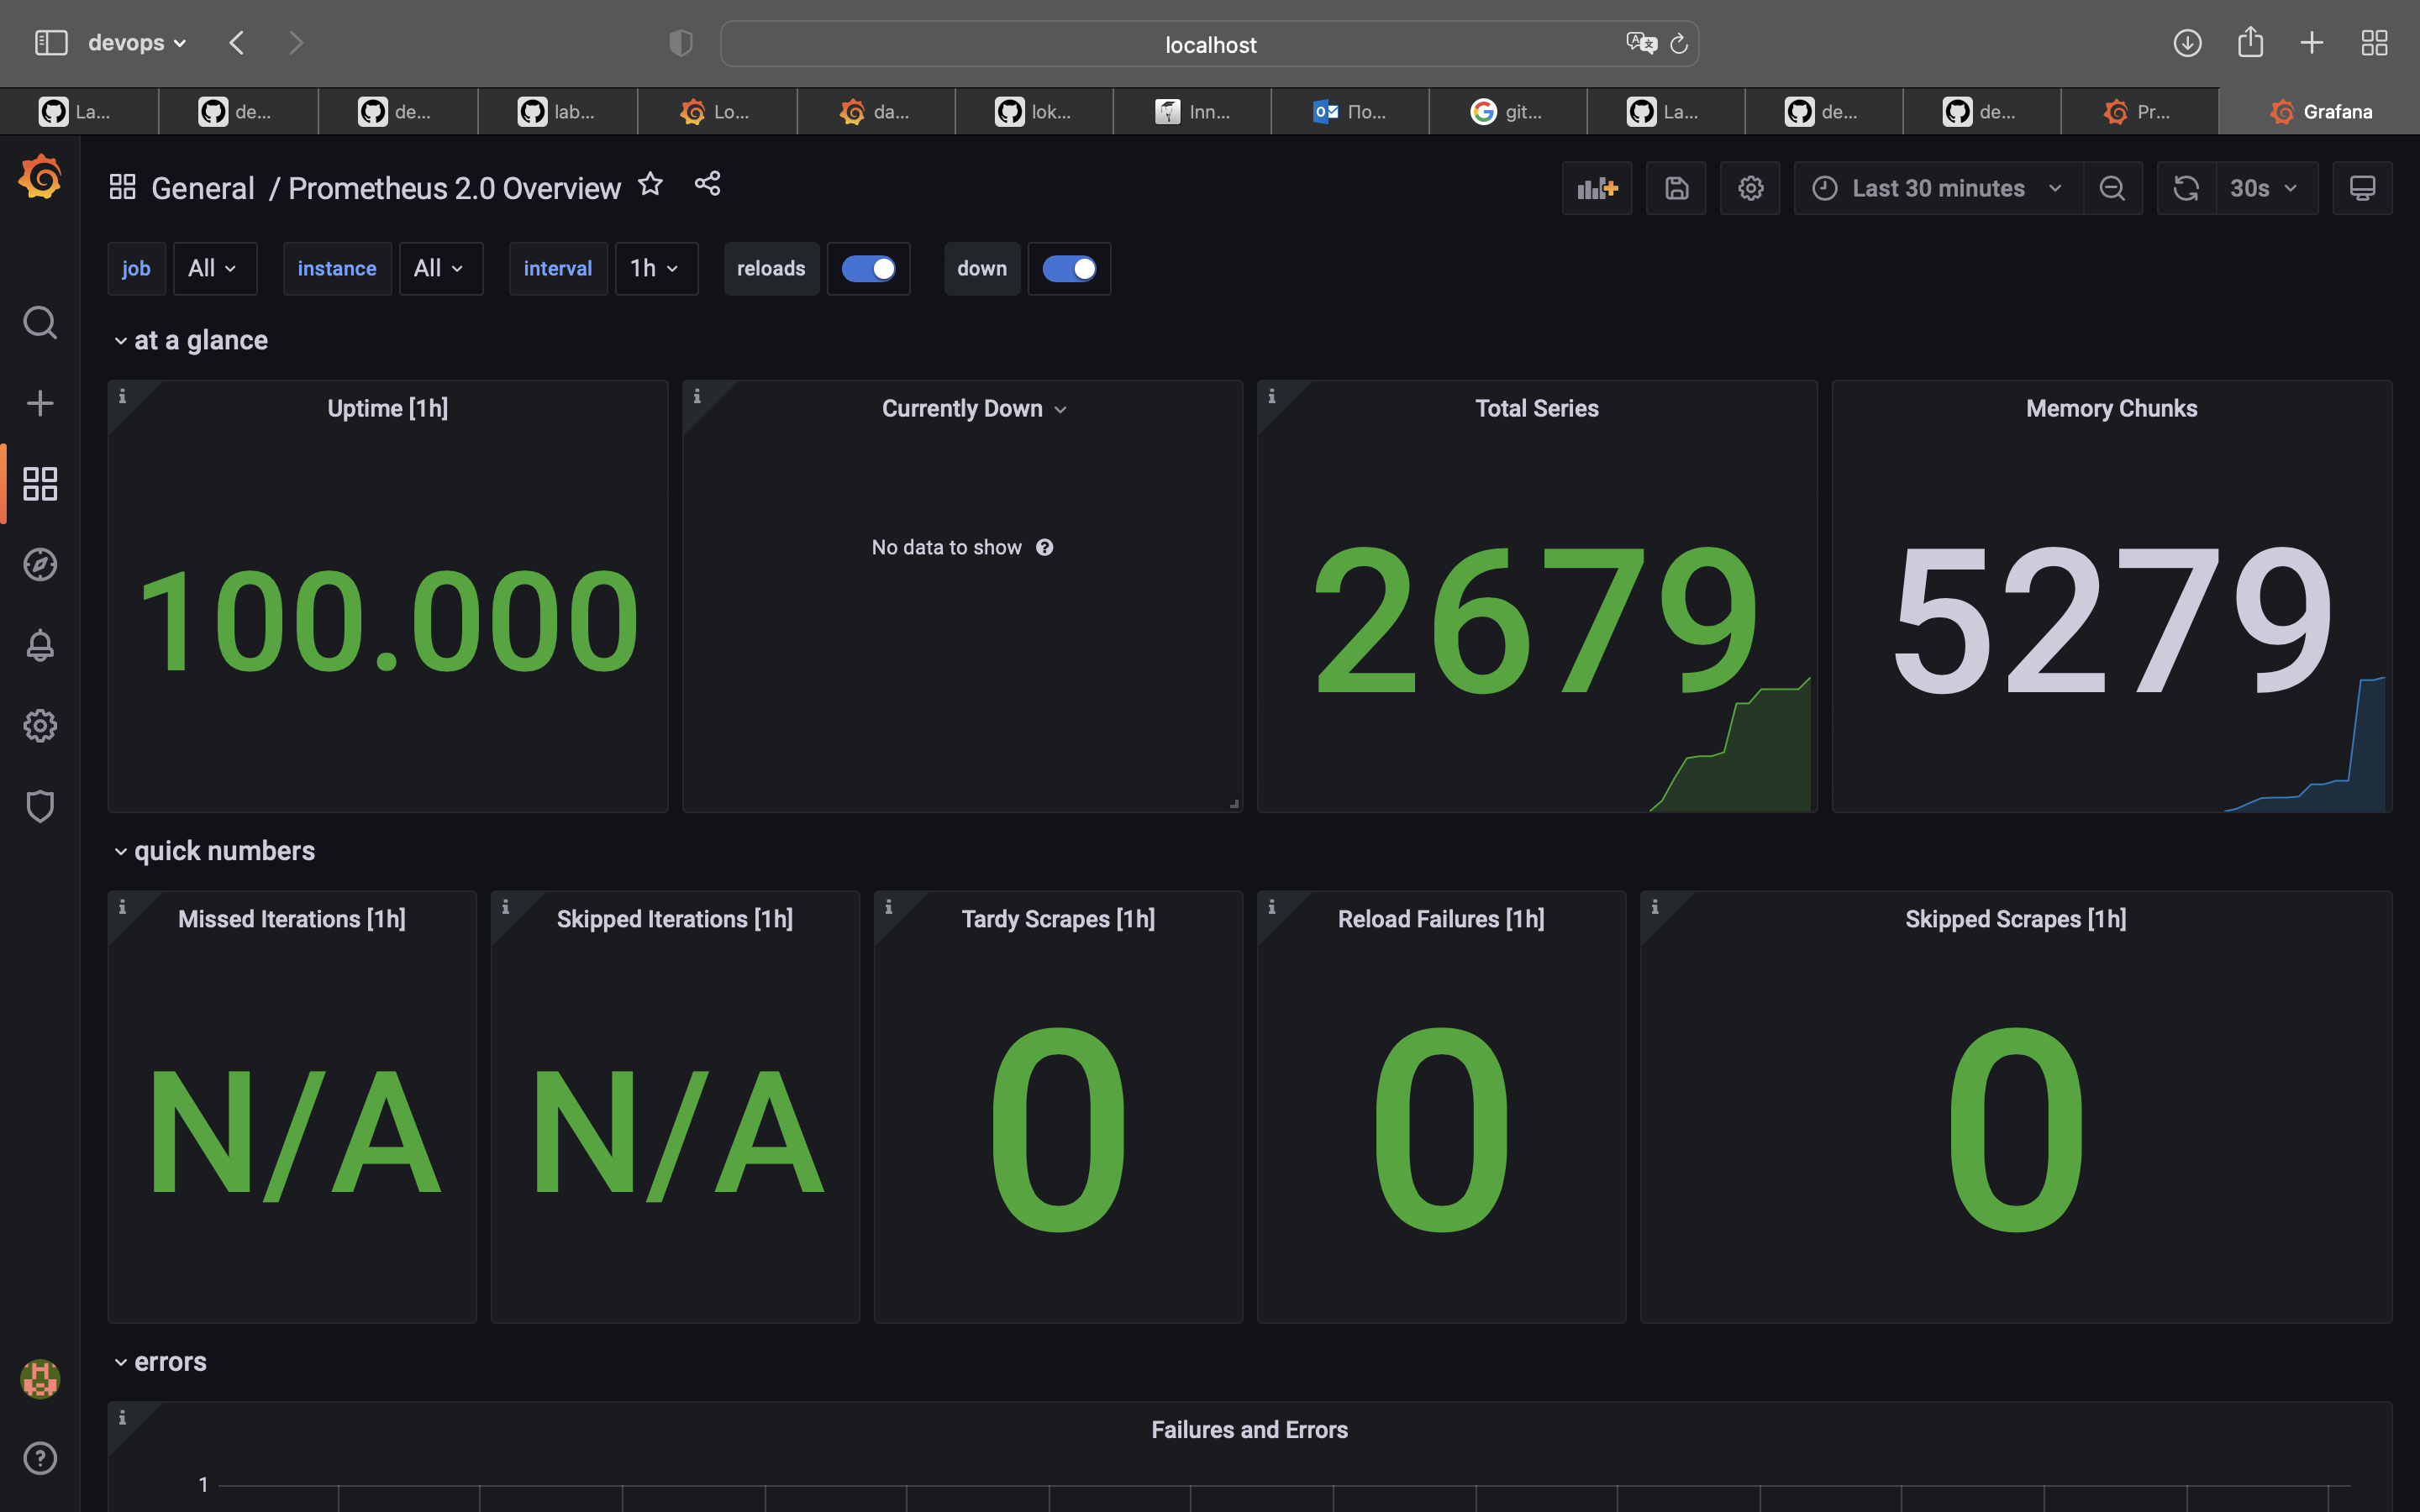 devops
localhost
La...
de...
de...
lab...
Lo...
da...
lok...
Inn...
По...
git...
La...
de...
de...
Pr...
Grafana
General / Prometheus 2.0 Overview
Last 30 minutes
30s
job All instance All interval 1h reloads down
at a glance
Uptime [1h]
100.000
Currently Down
No data to show
Total Series
2679
Memory Chunks
5279
quick numbers
Missed Iterations [1h]
N/A
Skipped Iterations [1h]
N/A
Tardy Scrapes [1h]
0
Reload Failures [1h]
0
Skipped Scrapes [1h]
0
errors
Failures and Errors
1